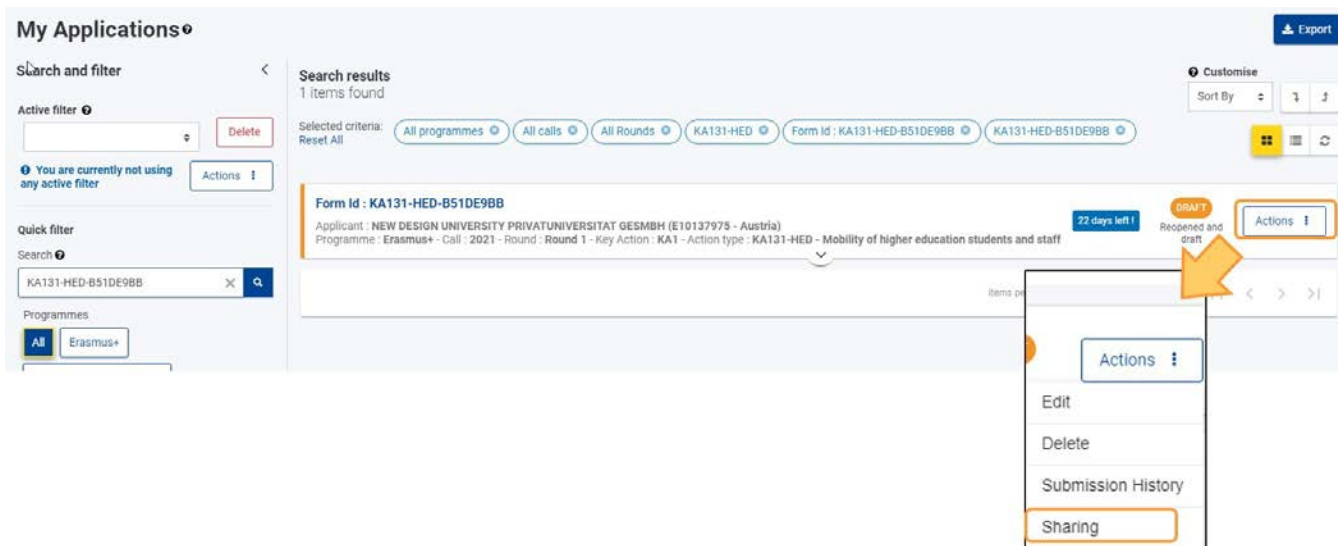 My Applications
Export
Search and filter
Active filter
Delete
You are currently not using
any active filter
Actions
Quick filter
Search
KA131-HED-B51DE9BB
Programmes
All
Erasmus+
Search results
1 items found
Customise
Sort By
Selected criteria:
Reset All
All programmes
All calls
All Rounds
KA131-HED
Form Id : KA131-HED-B51DE9BB
KA131-HED-B51DE9BB
Form Id : KA131-HED-B51DE9BB
Applicant : NEW DESIGN UNIVERSITY PRIVATUNIVERSITAT GESMBH (E10137975 - Austria)
Programme : Erasmus+ - Call : 2021 - Round : Round 1 - Key Action : KA1 - Action type : KA131-HED - Mobility of higher education students and staff
22 days left !
DRAFT
Reopened and
draft
Actions
Items
Actions
Edit
Delete
Submission History
Sharing